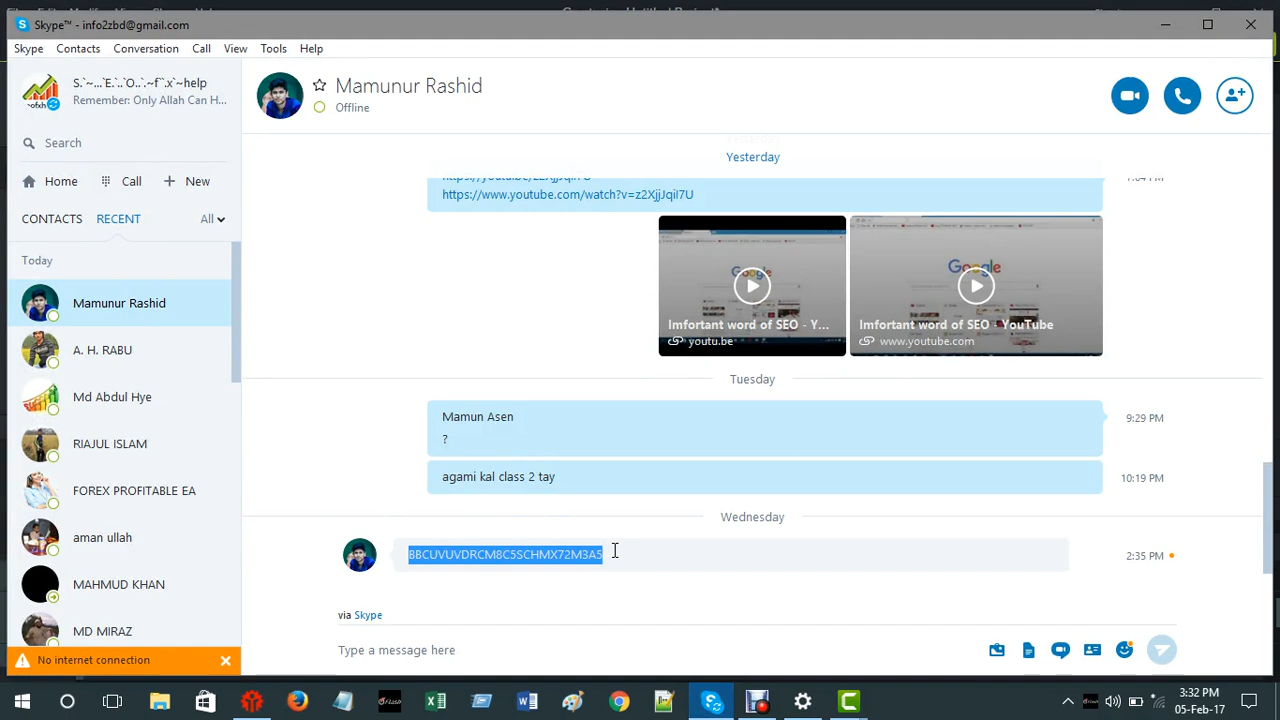 Skype™ - info2zbd@gmail.com
Skype Contacts Conversation Call View Tools Help
S.`~...`E.`..`O..`.~f``.x`~help
Remember: Only Allah Can H...
Search
Home
Call
New
CONTACTS
RECENT
All
Today
Mamunur Rashid
A. H. RABU
Md Abdul Hye
RIAJUL ISLAM
FOREX PROFITABLE EA
aman ullah
MAHMUD KHAN
MD MIRAZ
No internet connection
Mamunur Rashid
Offline
Yesterday
https://www.youtube.com/watch?v=z2XjjJqiI7U
Google
Imfortant word of SEO - Y...
youtu.be
Google
Imfortant word of SEO - YouTube
www.youtube.com
Tuesday
Mamun Asen
?
9:29 PM
agami kal class 2 tay
10:19 PM
Wednesday
BBCUVUVDRCM8C5SCHMX72M3A5
2:35 PM
via Skype
Type a message here
3:32 PM
05-Feb-17